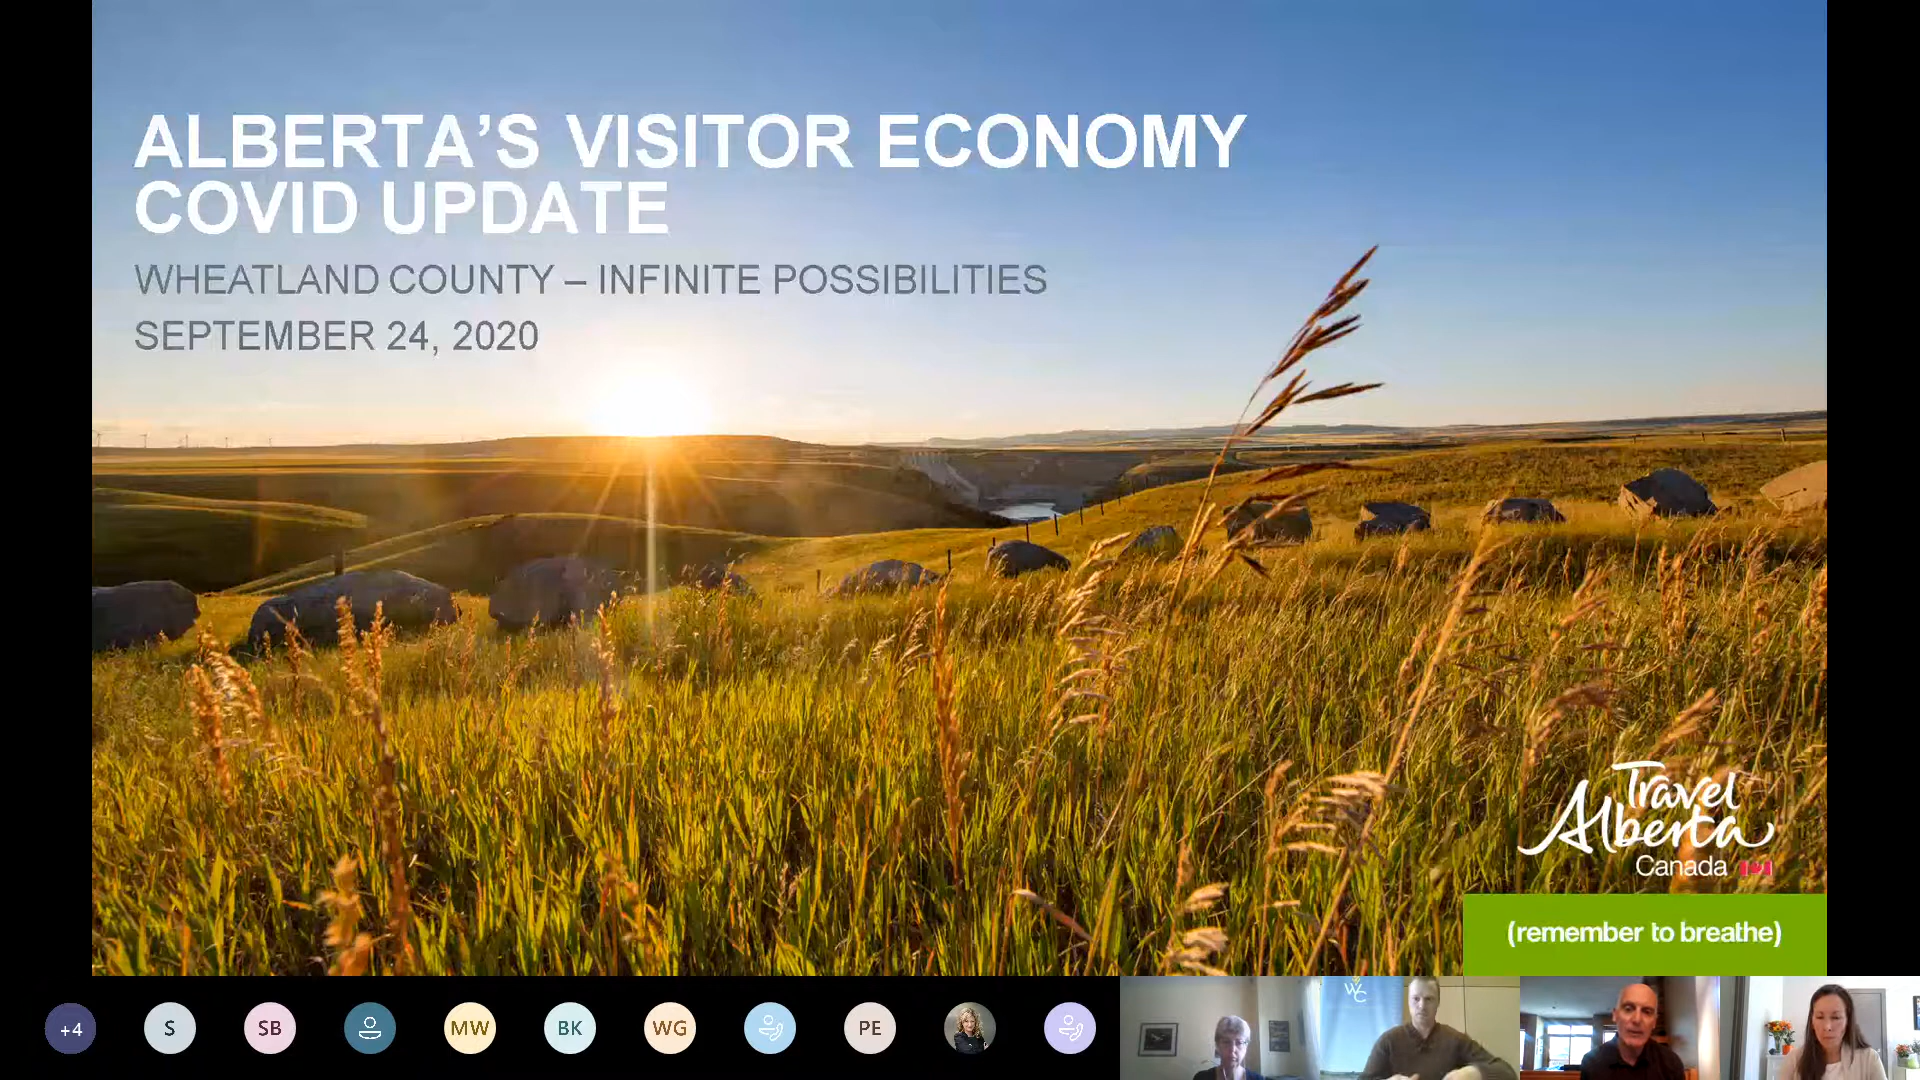 ALBERTA’S VISITOR ECONOMY
COVID UPDATE
WHEATLAND COUNTY – INFINITE POSSIBILITIES
SEPTEMBER 24, 2020
Travel
Alberta
Canada
(remember to breathe)
+4
S
SB
MW
BK
WG
PE
WC